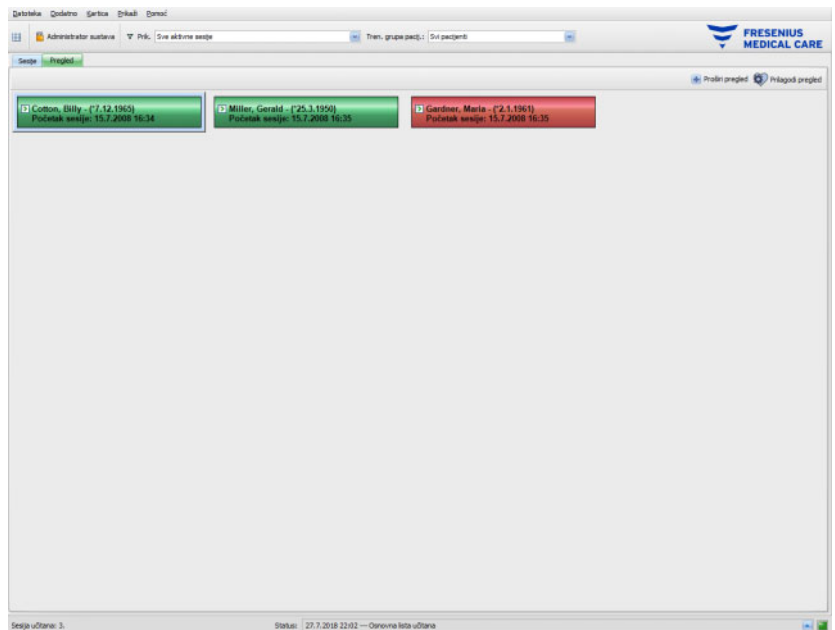 Datoteka Dodatno Kartica Prikaži Pomoć
Administrator sustava Prik. Sve aktivne sesije Tren. grupe pacij.: Svi pacijenti
FRESENIUS
MEDICAL CARE
Sesije Pregled
Proširi pregled Prilagodi pregled
Cotton, Billy - (*7.12.1965)
Početak sesije: 15.7.2008 16:34
Miller, Gerald - (*25.3.1950)
Početak sesije: 15.7.2008 16:35
Gardner, Maria - (*2.1.1961)
Početak sesije: 15.7.2008 16:35
Sesija učitana: 3. Status: 27.7.2018 22:02 --- Osnovna lista učitana